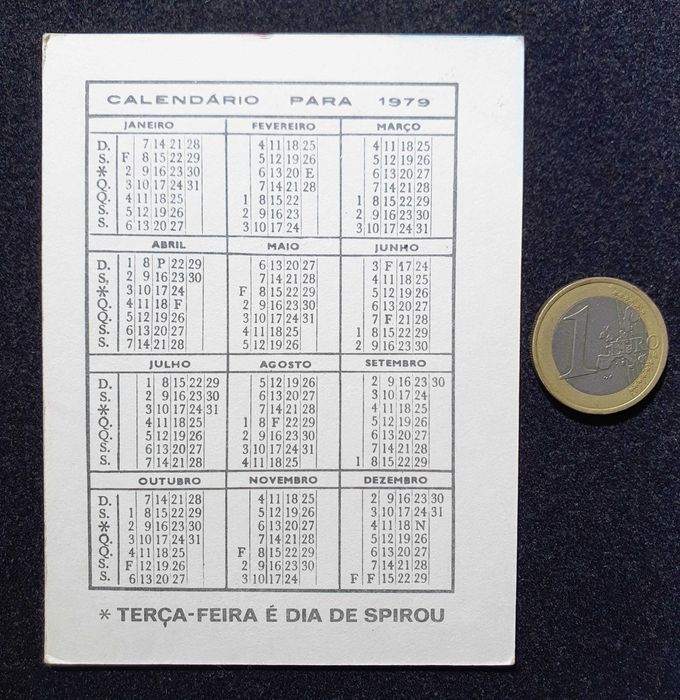 CALENDÁRIO PARA 1979
JANEIRO FEVEREIRO MARÇO
D. 7 14 21 28 4 11 18 25 4 11 18 25
S. F 8 15 22 29 5 12 19 26 5 12 19 26
* 2 9 16 23 30 6 13 20 E 6 13 20 27
Q. 3 10 17 24 31 7 14 21 28 7 14 21 28
Q. 4 11 18 25 1 8 15 22 1 8 15 22 29
S. 5 12 19 26 2 9 16 23 2 9 16 23 30
S. 6 13 20 27 3 10 17 24 3 10 17 24 31
ABRIL MAIO JUNHO
D. 1 8 P 22 29 6 13 20 27 3 F 17 24
S. 2 9 16 23 30 7 14 21 28 4 11 18 25
* 3 10 17 24 F 8 15 22 29 5 12 19 26
Q. 4 11 18 F 2 9 16 23 30 6 13 20 27
Q. 5 12 19 26 3 10 17 24 31 7 F 21 28
S. 6 13 20 27 4 11 18 25 1 8 15 22 29
S. 7 14 21 28 5 12 19 26 2 9 16 23 30
JULHO AGOSTO SETEMBRO
D. 1 8 15 22 29 5 12 19 26 2 9 16 23 30
S. 2 9 16 23 30 6 13 20 27 3 10 17 24
* 3 10 17 24 31 7 14 21 28 4 11 18 25
Q. 4 11 18 25 1 8 F 22 29 5 12 19 26
Q. 5 12 19 26 2 9 16 23 30 6 13 20 27
S. 6 13 20 27 3 10 17 24 31 7 14 21 28
S. 7 14 21 28 4 11 18 25 1 8 15 22 29
OUTUBRO NOVEMBRO DEZEMBRO
D. 7 14 21 28 4 11 18 25 2 9 16 23 30
S. 1 8 15 22 29 5 12 19 26 3 10 17 24 31
* 2 9 16 23 30 6 13 20 27 4 11 18 N
Q. 3 10 17 24 31 7 14 21 28 5 12 19 26
Q. 4 11 18 25 F 8 15 22 29 6 13 20 27
S. F 12 19 26 2 9 16 23 30 7 14 21 28
S. 6 13 20 27 3 10 17 24 F F 15 22 29
* TERÇA-FEIRA É DIA DE SPIROU
1 EURO